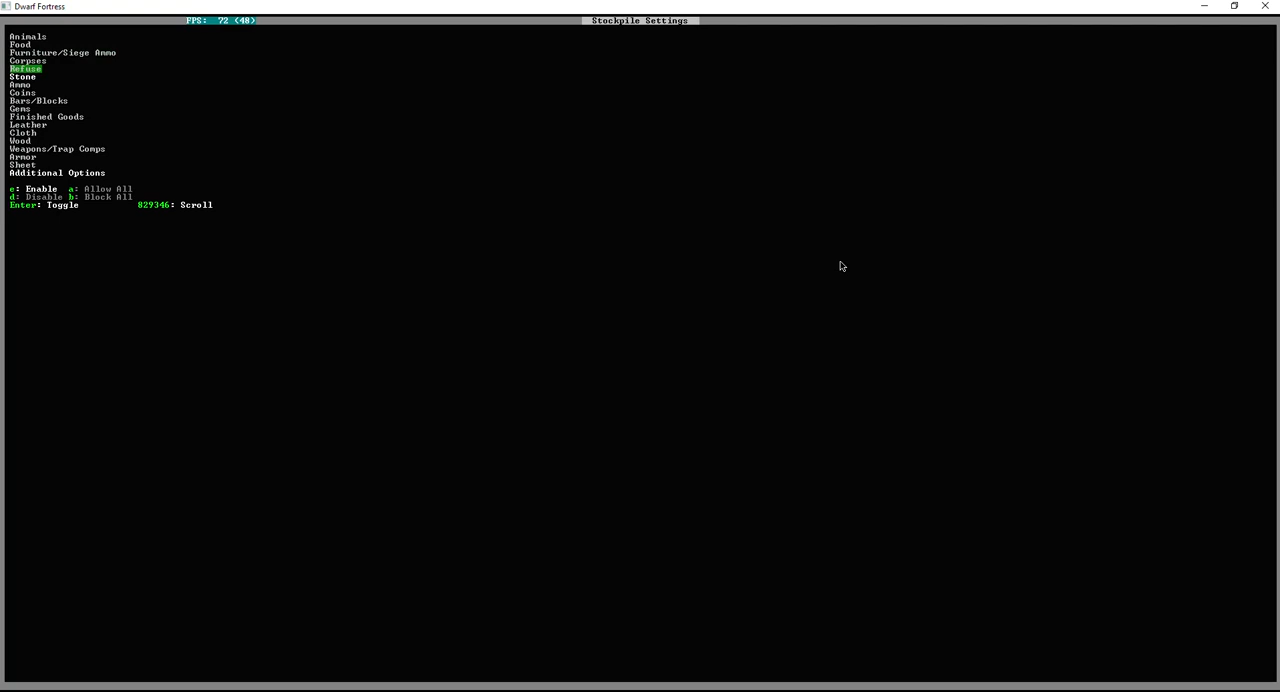 Dwarf Fortress
FPS: 72 (48)
Stockpile Settings
Animals
Food
Furniture/Siege Ammo
Corpses
Refuse
Stone
Ammo
Coins
Bars/Blocks
Gems
Finished Goods
Leather
Cloth
Wood
Weapons/Trap Comps
Armor
Sheet
Additional Options
e: Enable a: Allow All
d: Disable b: Block All
Enter: Toggle 829346: Scroll